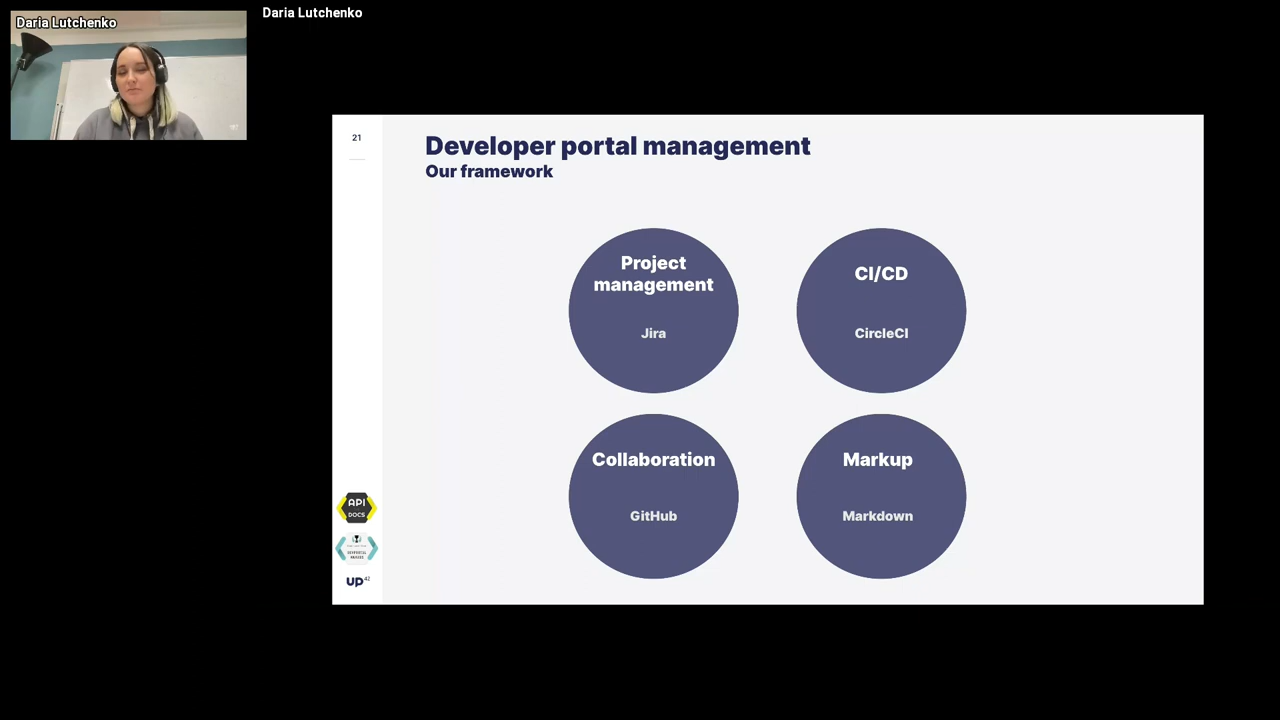 Daria Lutchenko
Daria Lutchenko
21
Developer portal management
Our framework
Project
management
Jira
CI/CD
CircleCI
Collaboration
GitHub
Markup
Markdown
API
DOCS
UP42